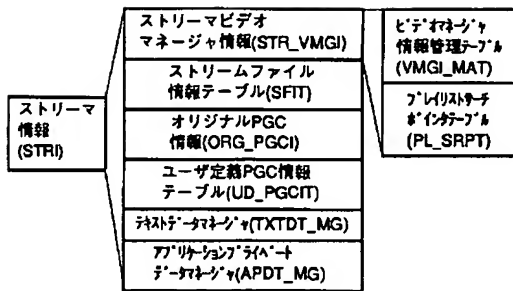 ストリーマ
情報
(STRI)
ストリーマビデオ
マネージャ情報(STR_VMGI)
ストリームファイル
情報テーブル(SFIT)
オリジナルPGC
情報(ORG_PGCI)
ユーザ定義PGC情報
テーブル(UD_PGCIT)
ﾃｷｽﾄﾃﾞｰﾀﾏﾈｰｼﾞｬ(TXTDT_MG)
ｱﾌﾟﾘｹｰｼｮﾝﾌﾟﾗｲﾍﾞｰﾄ
ﾃﾞｰﾀﾏﾈｰｼﾞｬ(APDT_MG)
ﾋﾞﾃﾞｵﾏﾈｰｼﾞｬ
情報管理ﾃｰﾌﾞﾙ
(VMGI_MAT)
ﾌﾟﾚｲﾘｽﾄｻｰﾁ
ﾎﾟｲﾝﾀﾃｰﾌﾞﾙ
(PL_SRPT)